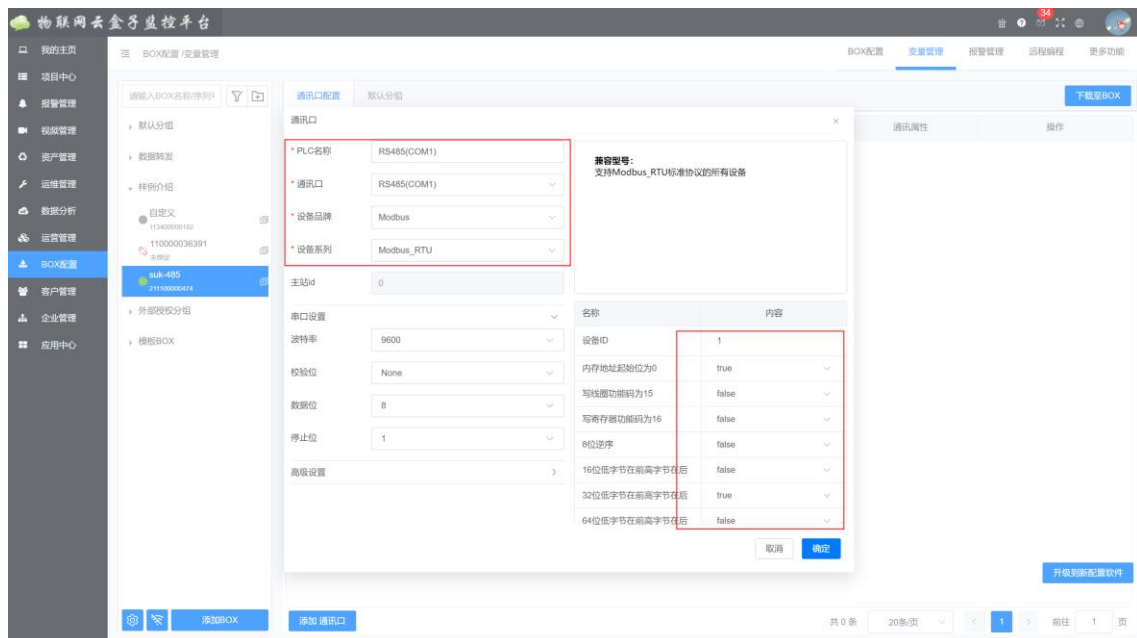 物联网云盒子监控平台
34
我的主页
项目中心
报警管理
视频管理
资产管理
运维管理
数据分析
运营管理
BOX配置
客户管理
企业管理
应用中心
BOX配置 /变量管理
BOX配置 变量管理 报警管理 远程编程 更多功能
请输入BOX名称/序列号
默认分组
数据转发
样例介绍
自定义
113400000162
110000036391
未绑定
suk-485
211100000474
外部授权分组
模板BOX
添加BOX
通讯口配置 默认分组
下载至BOX
通讯属性 操作
通讯口
* PLC名称 RS485(COM1)
* 通讯口 RS485(COM1)
* 设备品牌 Modbus
* 设备系列 Modbus_RTU
主站id 0
串口设置
波特率 9600
校验位 None
数据位 8
停止位 1
高级设置
兼容型号:
支持Modbus_RTU标准协议的所有设备
名称 内容
设备ID 1
内存地址起始位为0 true
写线圈功能码为15 false
写寄存器功能码为16 false
8位逆序 false
16位低字节在前高字节在后 false
32位低字节在前高字节在后 true
64位低字节在前高字节在后 false
取消 确定
升级到新配置软件
添加 通讯口
共 0 条 20条/页 1 前往 1 页